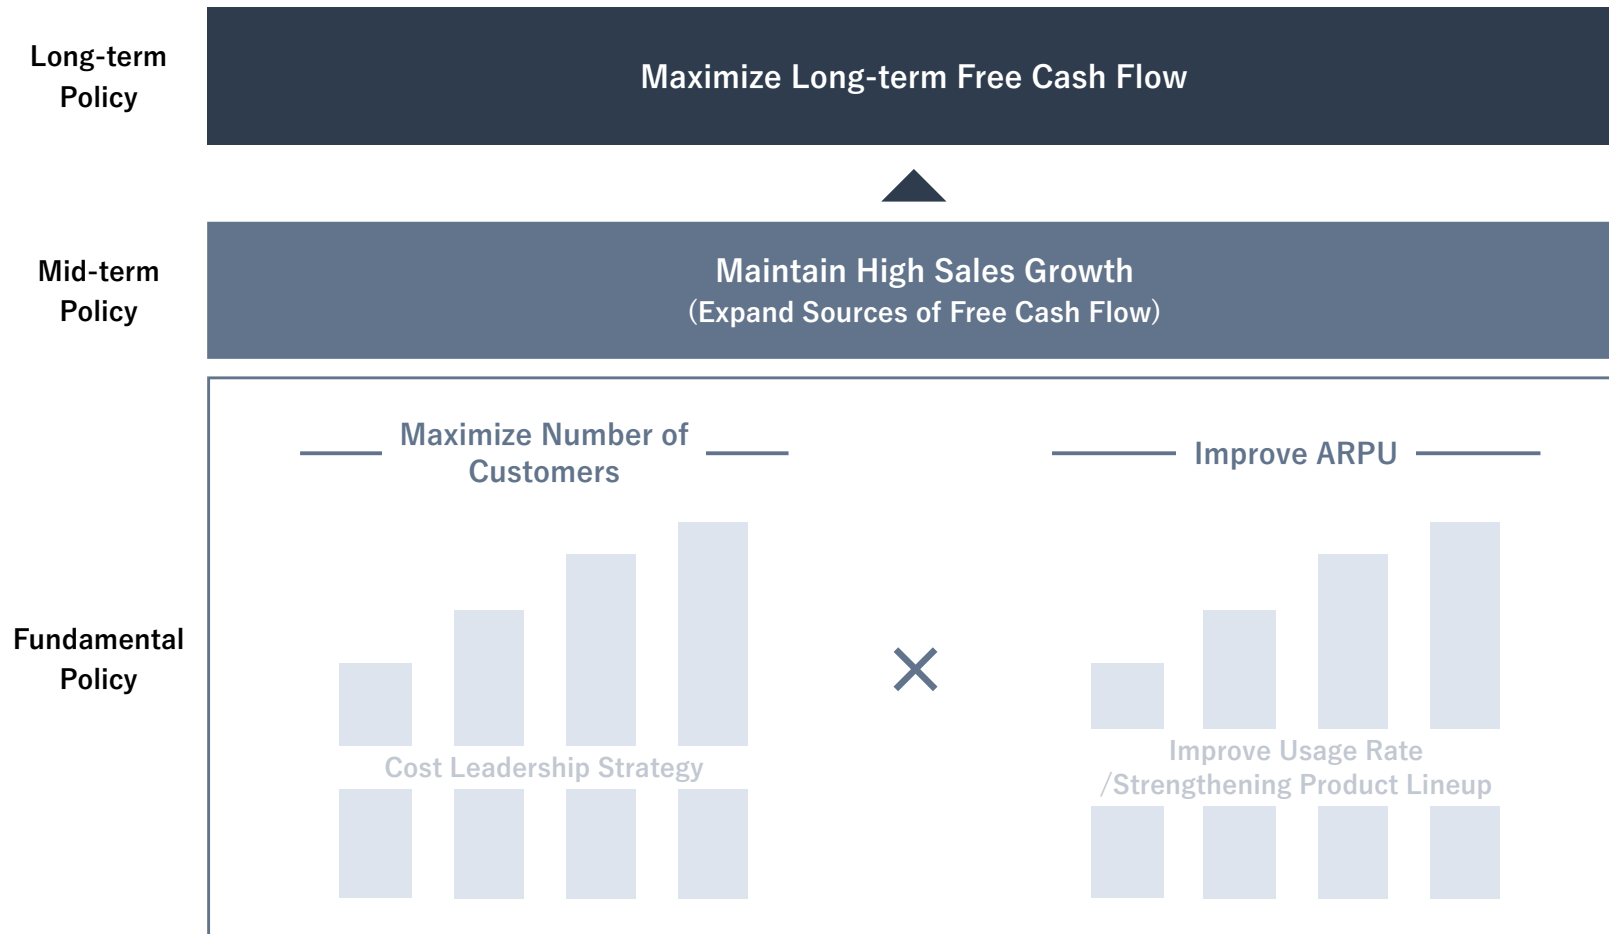 Long-term
Policy
Maximize Long-term Free Cash Flow
Mid-term
Policy
Maintain High Sales Growth
(Expand Sources of Free Cash Flow)
Fundamental
Policy
Maximize Number of
Customers
Cost Leadership Strategy
×
Improve ARPU
Improve Usage Rate
/Strengthening Product Lineup